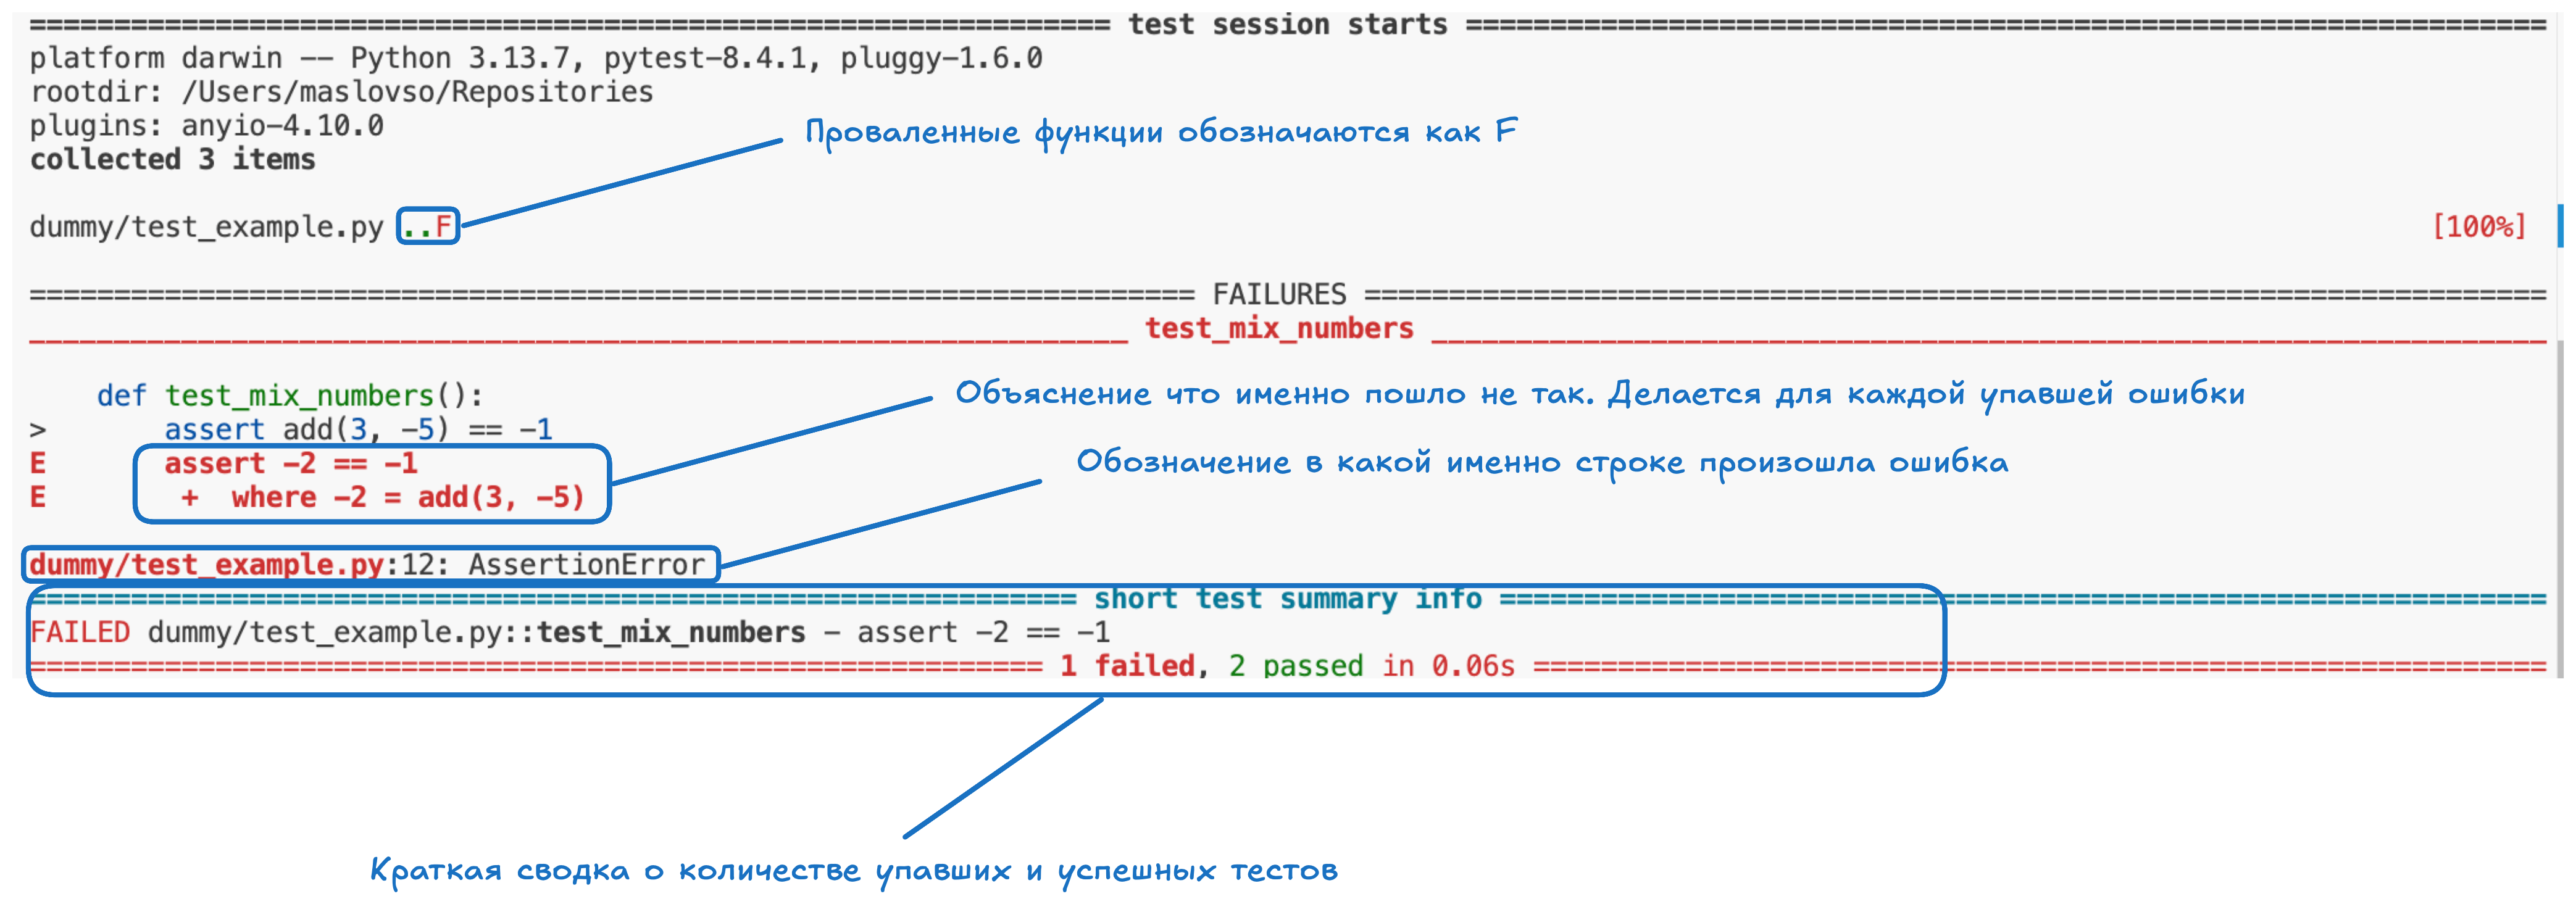 =============================== test session starts ===============================
platform darwin -- Python 3.13.7, pytest-8.4.1, pluggy-1.6.0
rootdir: /Users/maslovso/Repositories
plugins: anyio-4.10.0
Проваленные функции обозначаются как F
collected 3 items
dummy/test_example.py ..F [100%]
=============================== FAILURES ===============================
_______________________________ test_mix_numbers _______________________________
def test_mix_numbers():
Объяснение что именно пошло не так. Делается для каждой упавшей ошибки
> assert add(3, -5) == -1
E assert -2 == -1
Обозначение в какой именно строке произошла ошибка
E + where -2 = add(3, -5)
dummy/test_example.py:12: AssertionError
=============================== short test summary info ===============================
FAILED dummy/test_example.py::test_mix_numbers - assert -2 == -1
=============================== 1 failed, 2 passed in 0.06s ===============================
Краткая сводка о количестве упавших и успешных тестов